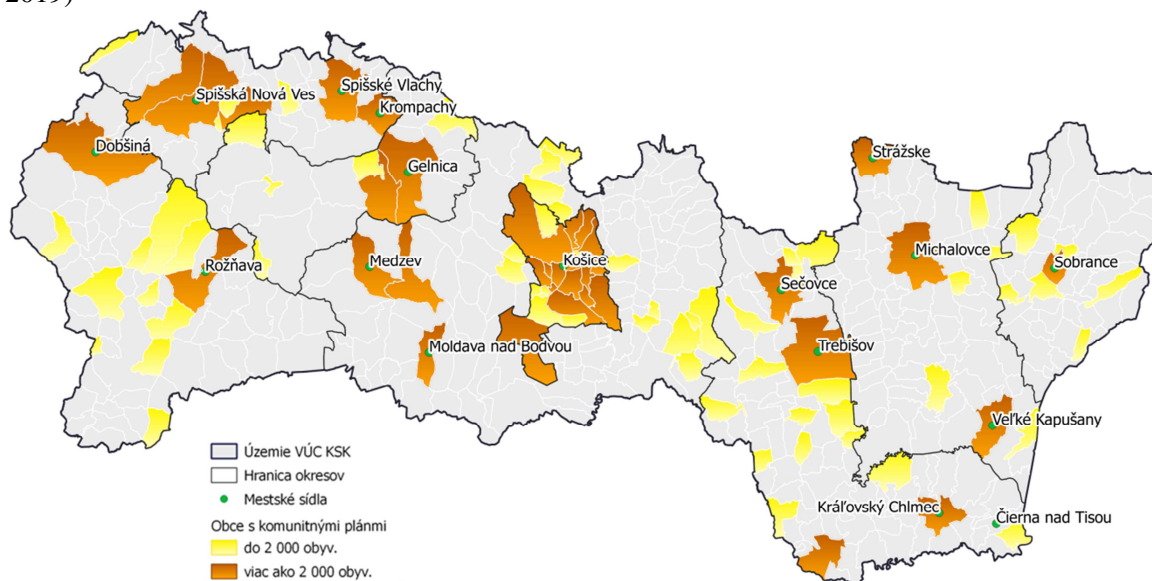 2019)
Spišská Nová Ves
Spišské Vlachy
Krompachy
Dobšiná
Gelnica
Strážske
Rožňava
Medzev
Košice
Michalovce
Sobrance
Sečovce
Moldava nad Bodvou
Trebišov
Veľké Kapušany
Kráľovský Chlmec
Čierna nad Tisou
Územie VÚC KSK
Hranica okresov
Mestské sídla
Obce s komunitnými plánmi
do 2 000 obyv.
viac ako 2 000 obyv.